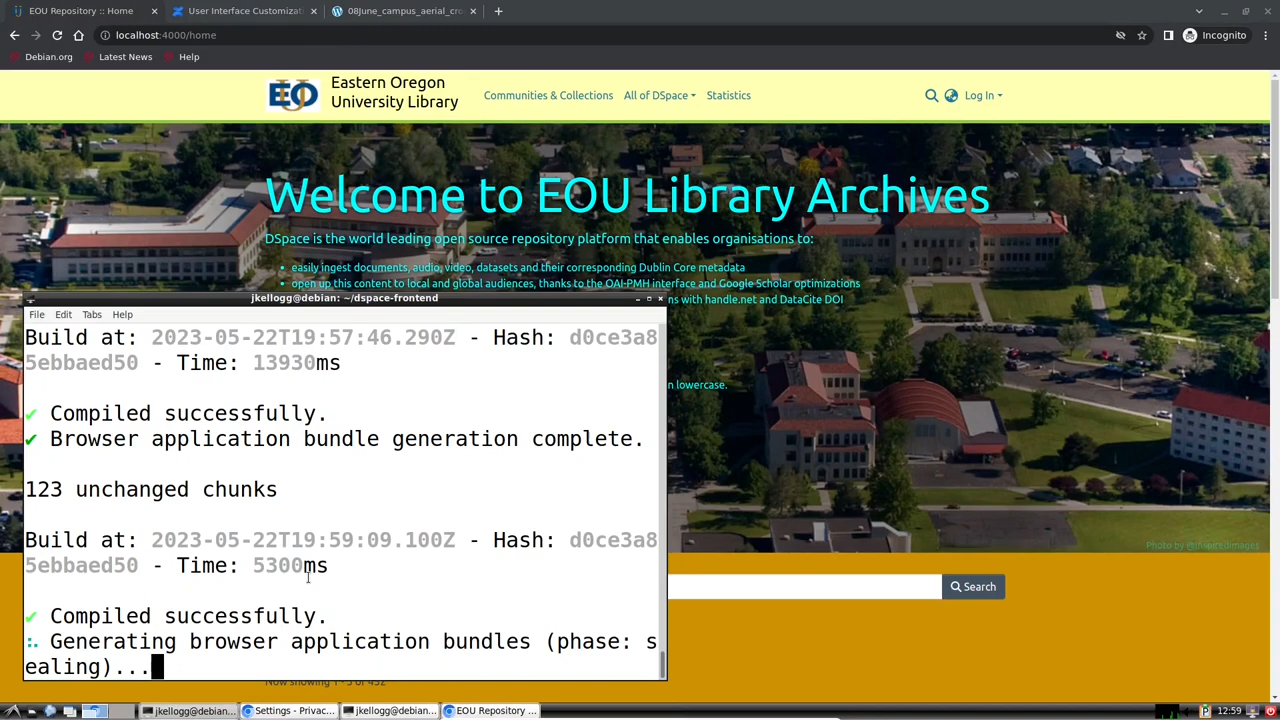 EOU Repository :: Home
User Interface Customizati
08June_campus_aerial_cro
localhost:4000/home
Incognito
Debian.org
Latest News
Help
EOU
Eastern Oregon
University Library
Communities & Collections
All of DSpace
Statistics
Log In
Welcome to EOU Library Archives
DSpace is the world leading open source repository platform that enables organisations to:
easily ingest documents, audio, video, datasets and their corresponding Dublin Core metadata
open up this content to local and global audiences, thanks to the OAI-PMH interface and Google Scholar optimizations
ns with handle.net and DataCite DOI
n lowercase.
Photo by @inspiredimages
Search
jkellogg@debian: ~/dspace-frontend
File Edit Tabs Help
Build at: 2023-05-22T19:57:46.290Z - Hash: d0ce3a8
5ebbaed50 - Time: 13930ms
✔ Compiled successfully.
✔ Browser application bundle generation complete.
123 unchanged chunks
Build at: 2023-05-22T19:59:09.100Z - Hash: d0ce3a8
5ebbaed50 - Time: 5300ms
✔ Compiled successfully.
Generating browser application bundles (phase: s
ealing)...
jkellogg@debian...
Settings - Privac...
jkellogg@debian...
EOU Repository ...
12:59